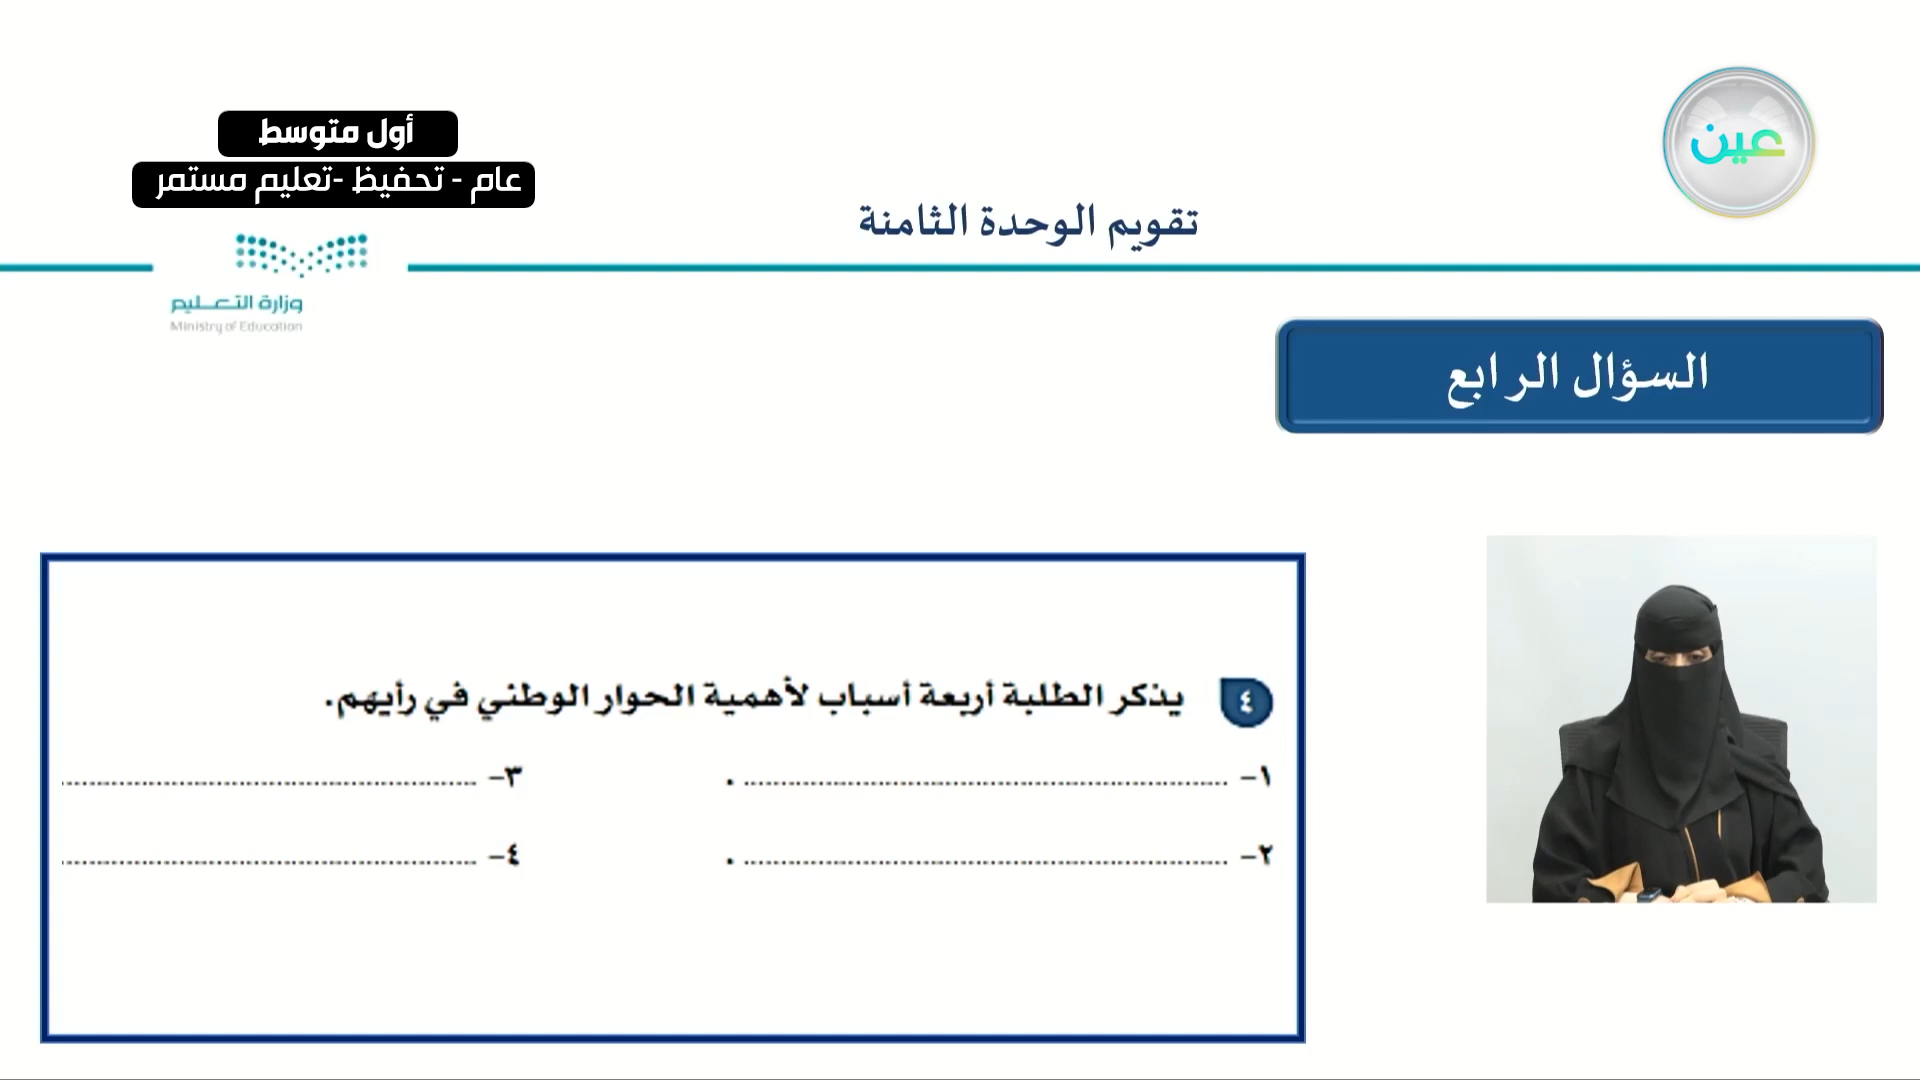 عين
أول متوسط
عام - تحفيظ -تعليم مستمر
تقويم الوحدة الثامنة
وزارة التعليم
Ministry of Education
السؤال الرابع
٤ يذكر الطلبة أربعة أسباب لأهمية الحوار الوطني في رأيهم.
١- ........................................ . ٣- ........................................
٢- ........................................ . ٤- ........................................